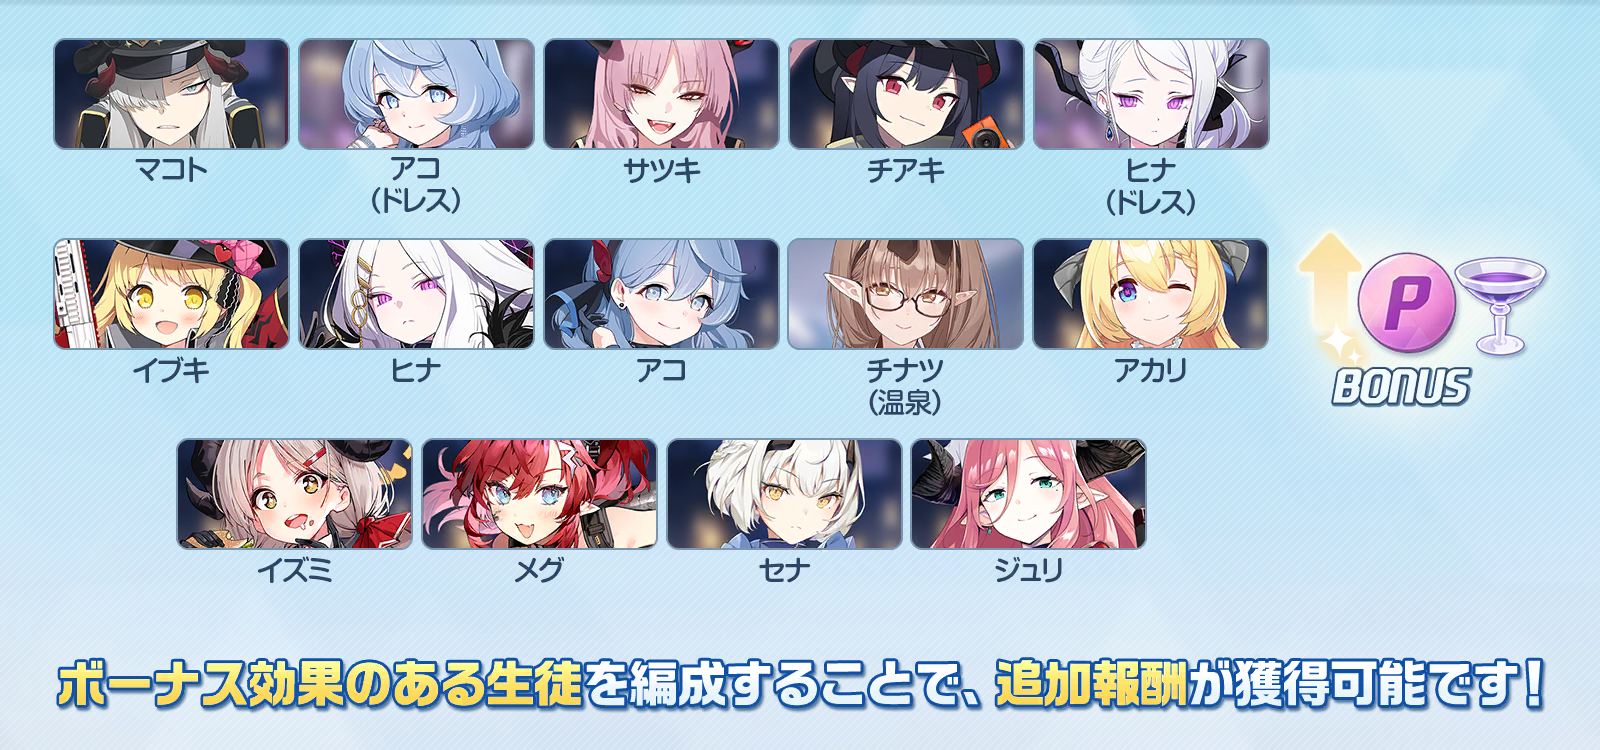 マコト
アコ
(ドレス)
サツキ
チアキ
ヒナ
(ドレス)
イブキ
ヒナ
アコ
チナツ
(温泉)
アカリ
P
BONUS
イズミ
メグ
セナ
ジュリ
ボーナス効果のある生徒を編成することで、追加報酬が獲得可能です！